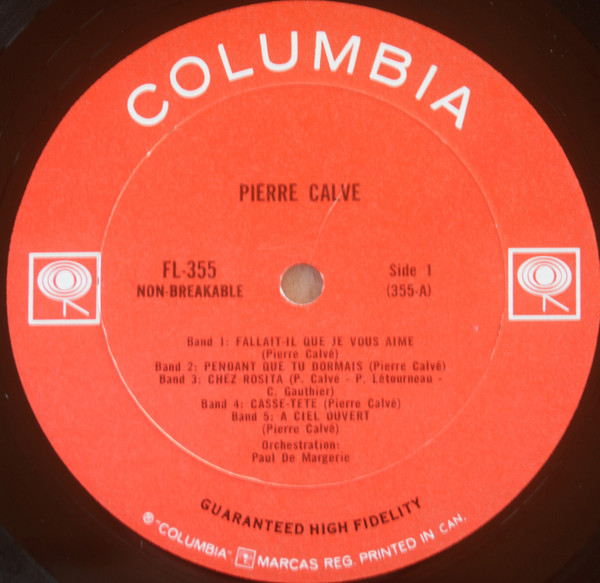 COLUMBIA
PIERRE CALVE
FL-355
NON-BREAKABLE
Side 1
(355-A)
Band 1: FALLAIT-IL QUE JE VOUS AIME
(Pierre Calvé)
Band 2: PENDANT QUE TU DORMAIS (Pierre Calvé)
Band 3: CHEZ ROSITA (P. Calvé - P. Létourneau -
C. Gauthier)
Band 4: CASSE-TETE (Pierre Calvé)
Band 5: A CIEL OUVERT
(Pierre Calvé)
Orchestration:
Paul De Margerie
GUARANTEED HIGH FIDELITY
® "COLUMBIA" MARCAS REG. PRINTED IN CAN.